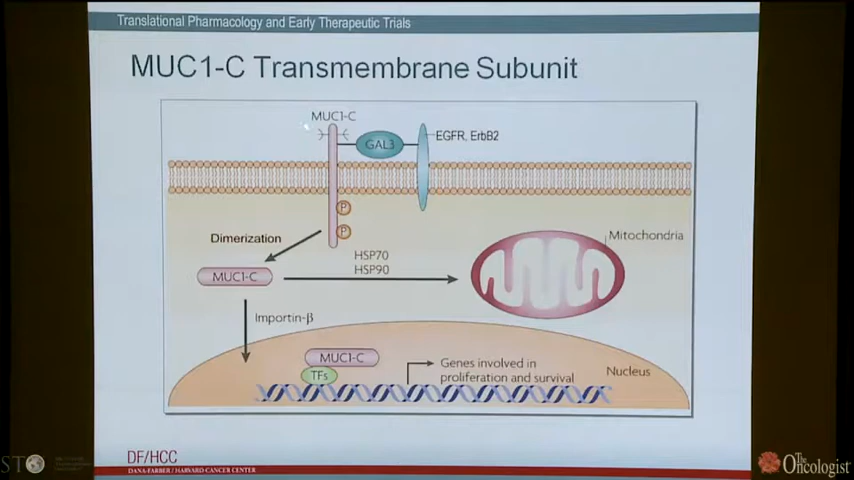 Translational Pharmacology and Early Therapeutic Trials
MUC1-C Transmembrane Subunit
MUC1-C
GAL3
EGFR, ErbB2
P
P
Dimerization
HSP70
HSP90
Mitochondria
MUC1-C
Importin-β
MUC1-C
TFs
Genes involved in
proliferation and survival
Nucleus
DF/HCC
DANA-FARBER / HARVARD CANCER CENTER
STO
The
Oncologist